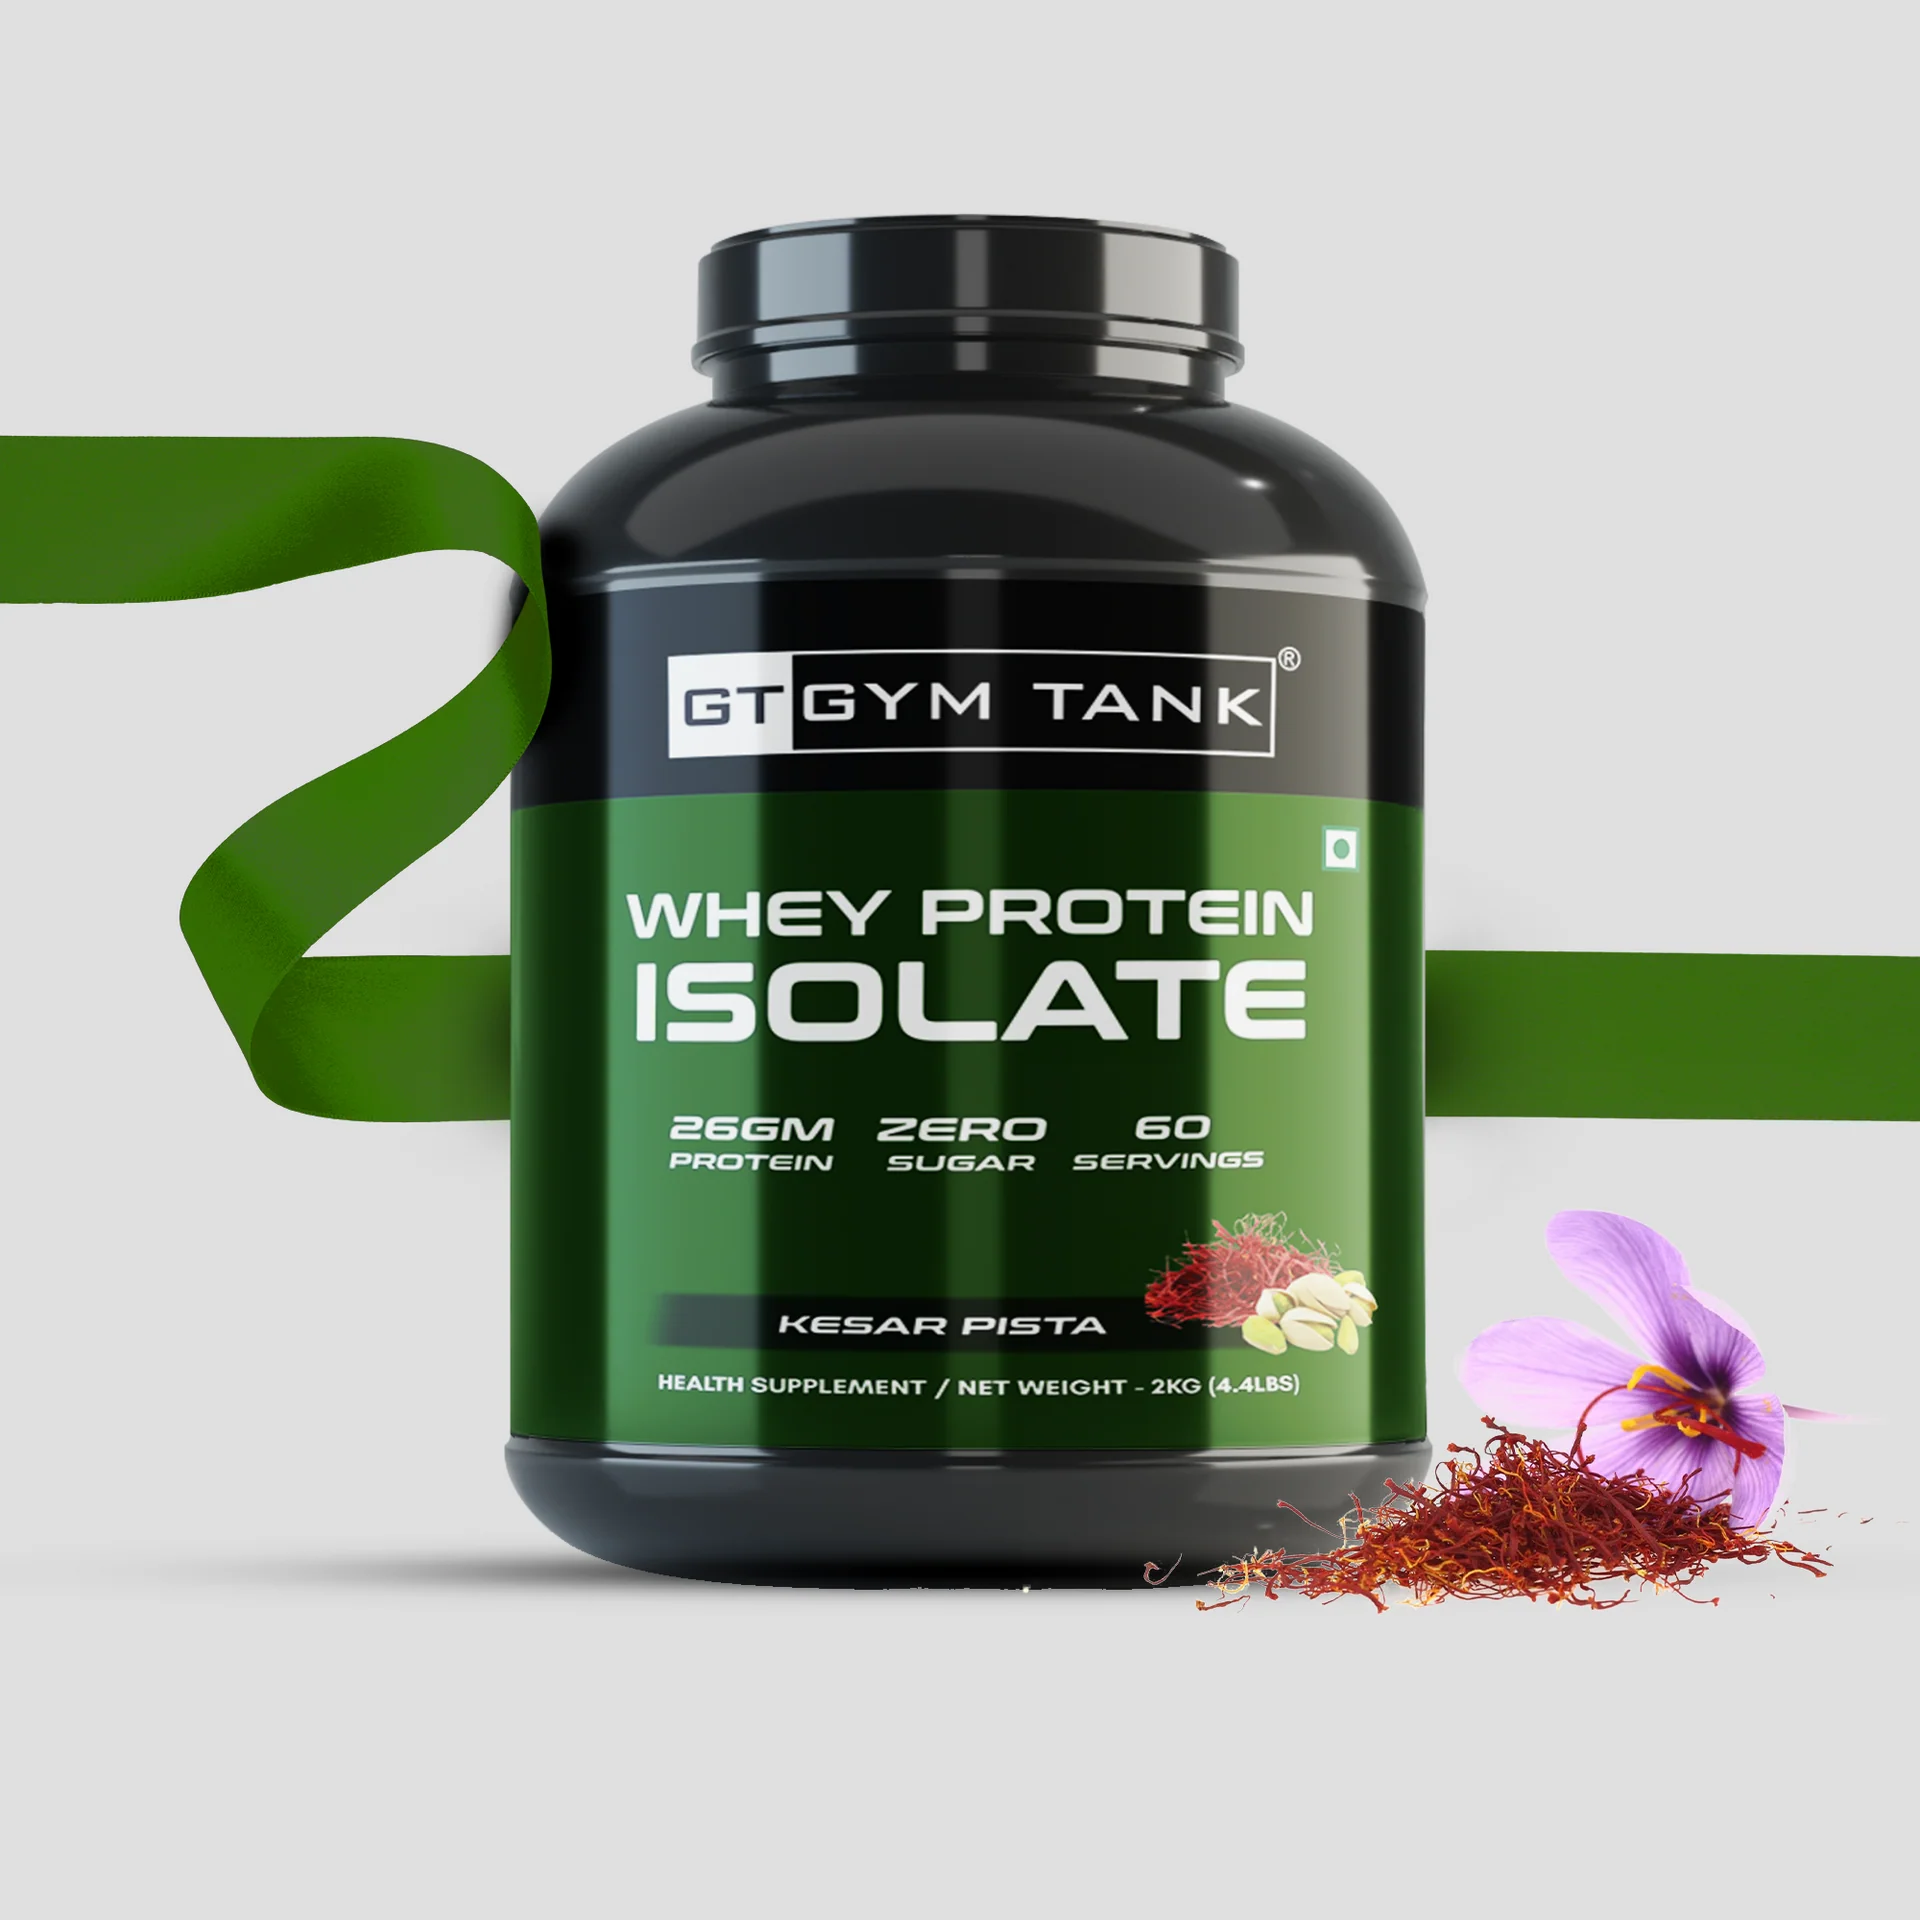 GT GYM TANK®
WHEY PROTEIN
ISOLATE
26GM ZERO 60
PROTEIN SUGAR SERVINGS
KESAR PISTA
HEALTH SUPPLEMENT / NET WEIGHT - 2KG (4.4LBS)